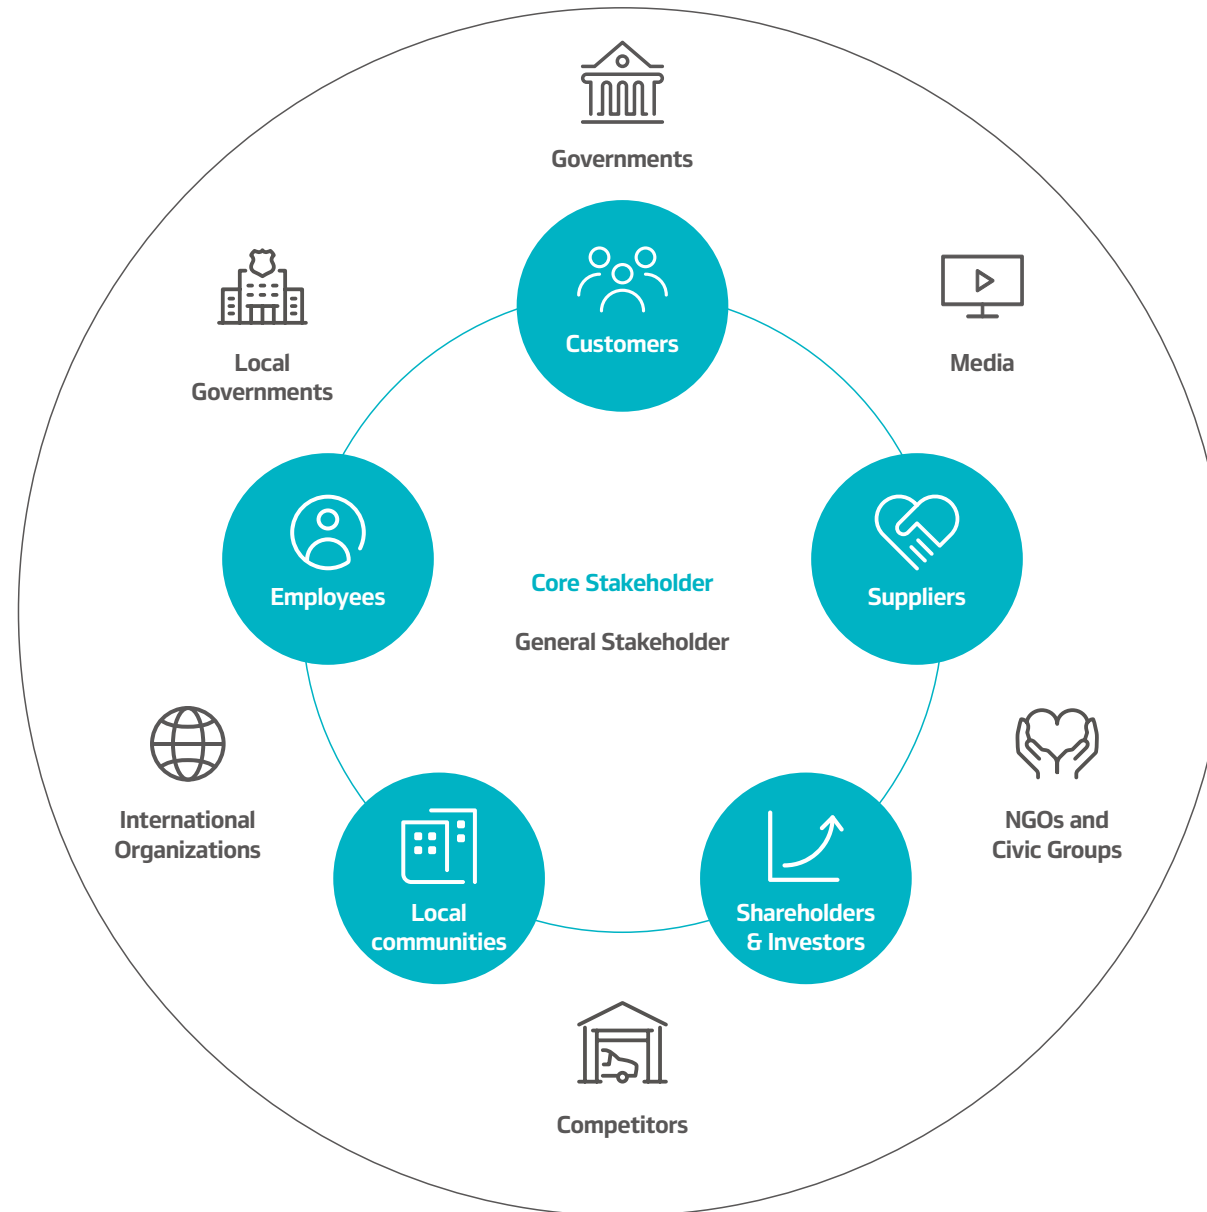 Governments
Customers
Local
Governments
Media
Employees
Suppliers
Core Stakeholder
General Stakeholder
International
Organizations
NGOs and
Civic Groups
Local
communities
Shareholders
& Investors
Competitors